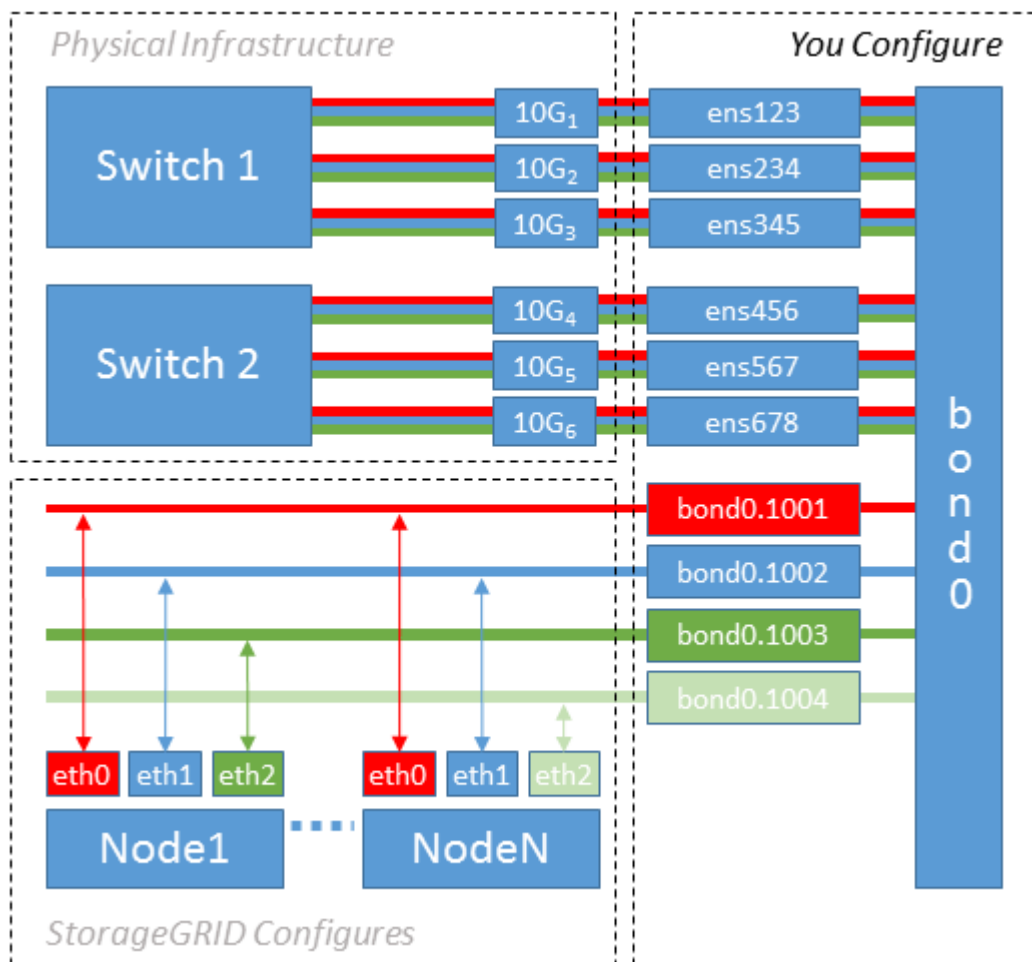 Physical Infrastructure
You Configure
Switch 1
10G₁
ens123
10G₂
ens234
10G₃
ens345
Switch 2
10G₄
ens456
10G₅
ens567
10G₆
ens678
bond0
bond0.1001
bond0.1002
bond0.1003
bond0.1004
eth0
eth1
eth2
eth0
eth1
eth2
Node1
NodeN
StorageGRID Configures